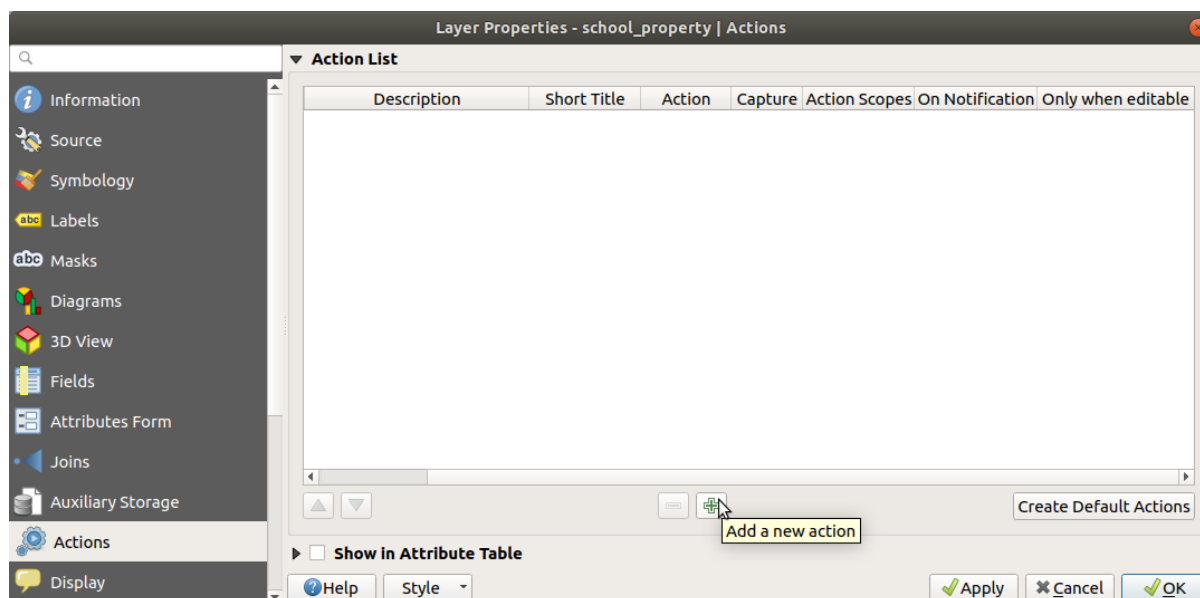 Layer Properties - school_property | Actions
Action List
Information
Source
Symbology
abc Labels
abc Masks
Diagrams
3D View
Fields
Attributes Form
Joins
Auxiliary Storage
Actions
Display
Description Short Title Action Capture Action Scopes On Notification Only when editable
Create Default Actions
Add a new action
Show in Attribute Table
Help Style Apply Cancel OK